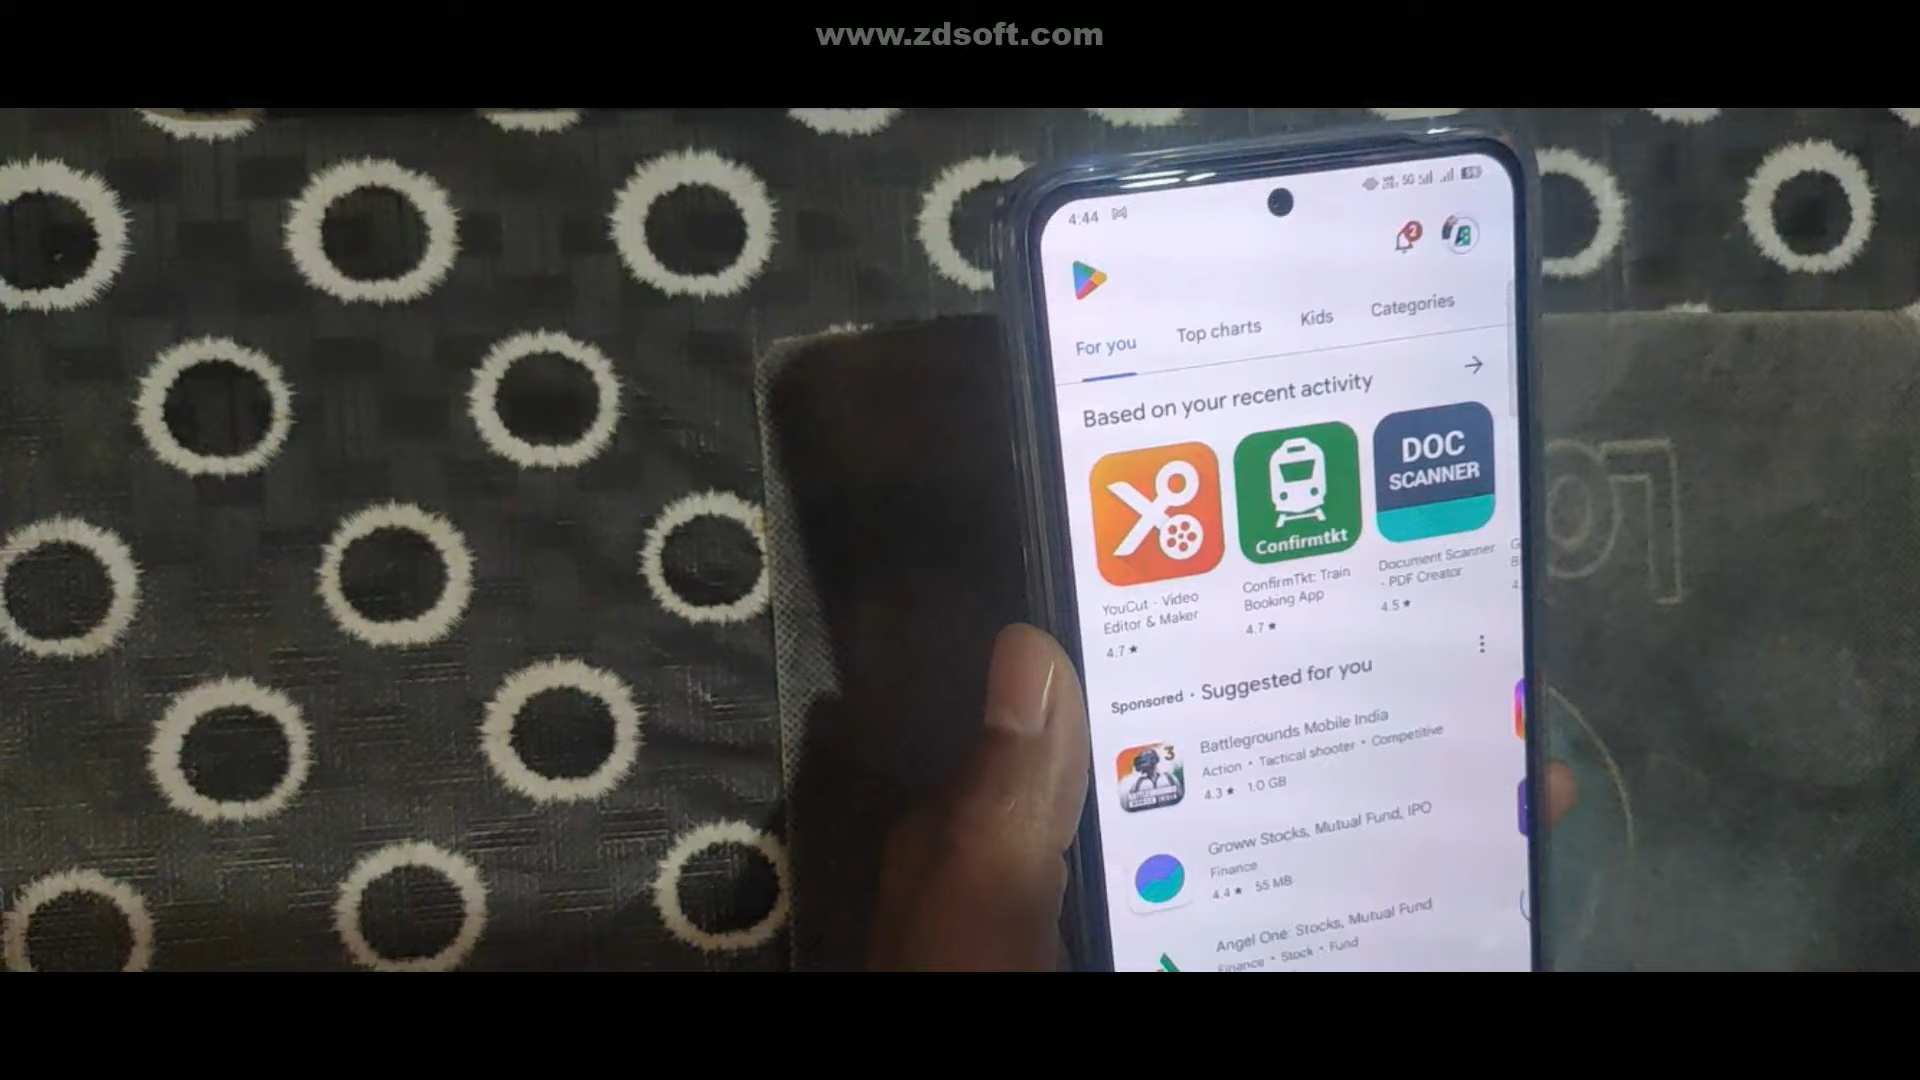 www.zdsoft.com
4:44
5G
2
For you
Top charts
Kids
Categories
Based on your recent activity
DOC
SCANNER
Confirmtkt
YouCut - Video
Editor & Maker
4.7★
ConfirmTkt: Train
Booking App
4.7★
Document Scanner
- PDF Creator
4.5★
Sponsored · Suggested for you
Battlegrounds Mobile India
Action • Tactical shooter • Competitive
4.3★ 1.0 GB
3
Groww Stocks, Mutual Fund, IPO
Finance
4.4★ 55 MB
Angel One: Stocks, Mutual Fund
Finance • Stock • Fund